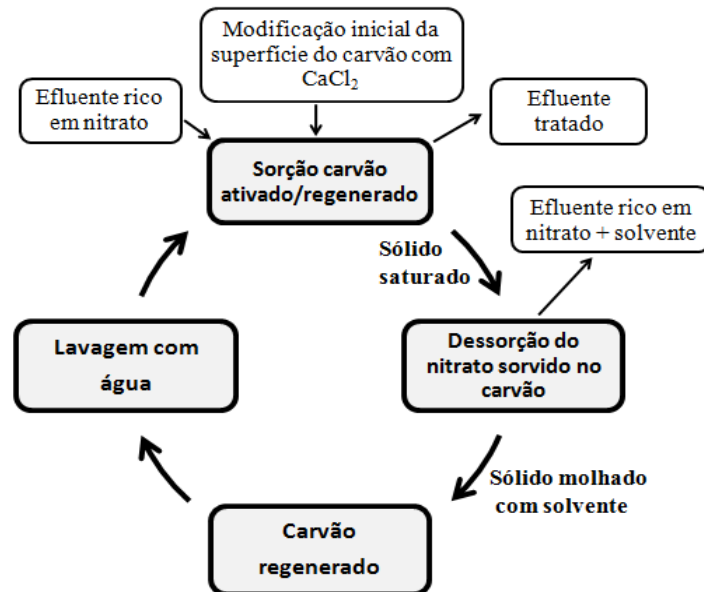 Modificação inicial da
superfície do carvão com
CaCl₂
Efluente rico
em nitrato
Efluente
tratado
Sorção carvão
ativado/regenerado
Efluente rico em
nitrato + solvente
Sólido
saturado
Dessorção do
nitrato sorvido no
carvão
Lavagem com
água
Sólido molhado
com solvente
Carvão
regenerado